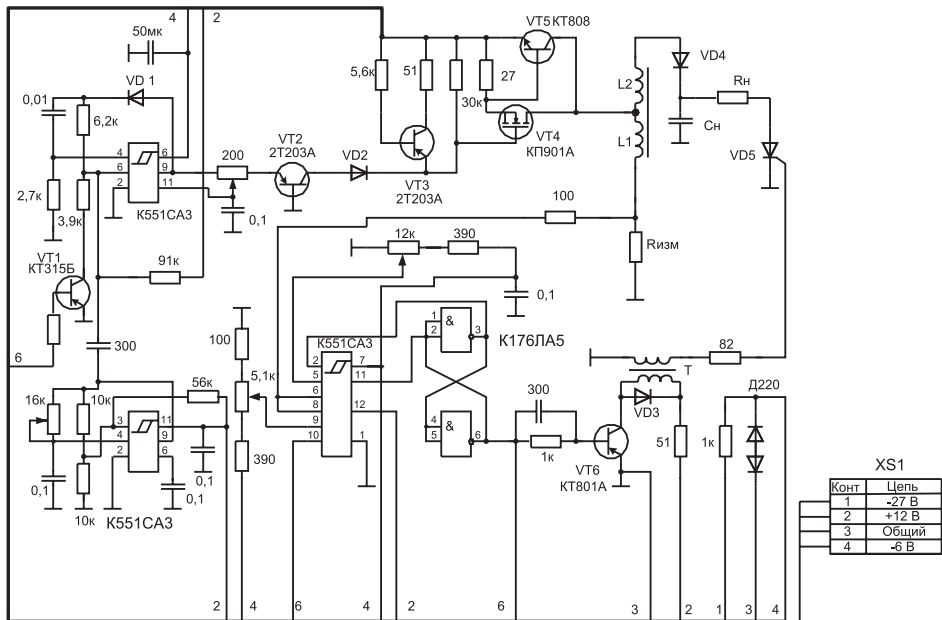 4
2
50мк
VT5 КТ808
VD 1
0,01
6,2к
5,6к
51
30к
27
VD4
L2
Rн
Cн
L1
VT4
КП901А
VD5
VT2
2Т203А
VD2
VT3
2Т203А
200
4
6
6
9
2
11
К551СА3
0,1
2,7к
3,9к
100
12к
390
Rизм
0,1
VT1
КТ315Б
91к
300
6
100
5,1к
390
К551СА3
2
7
5
11
6
8
12
9
10
1
&
1
2
3
К176ЛА5
&
4
5
6
82
Т
VD3
Д220
300
1к
VT6
КТ801А
51
1к
16к
10к
56к
3
11
4
9
2
6
0,1
0,1
0,1
10к
К551СА3
XS1
Конт Цепь
1 -27 В
2 +12 В
3 Общий
4 -6 В
2
4
6
4
2
6
3
2
1
3
4